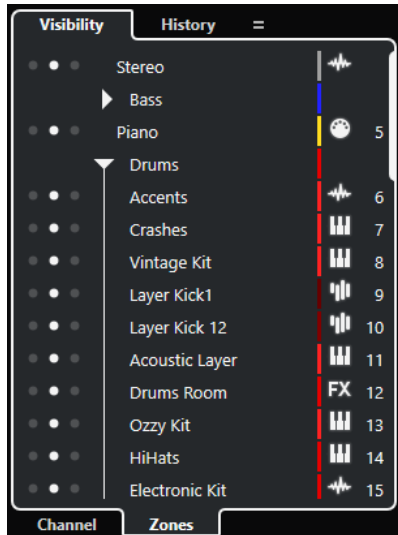 Visibility History =
Stereo
Bass
Piano 5
Drums
Accents 6
Crashes 7
Vintage Kit 8
Layer Kick1 9
Layer Kick 12 10
Acoustic Layer 11
Drums Room FX 12
Ozzy Kit 13
HiHats 14
Electronic Kit 15
Channel Zones